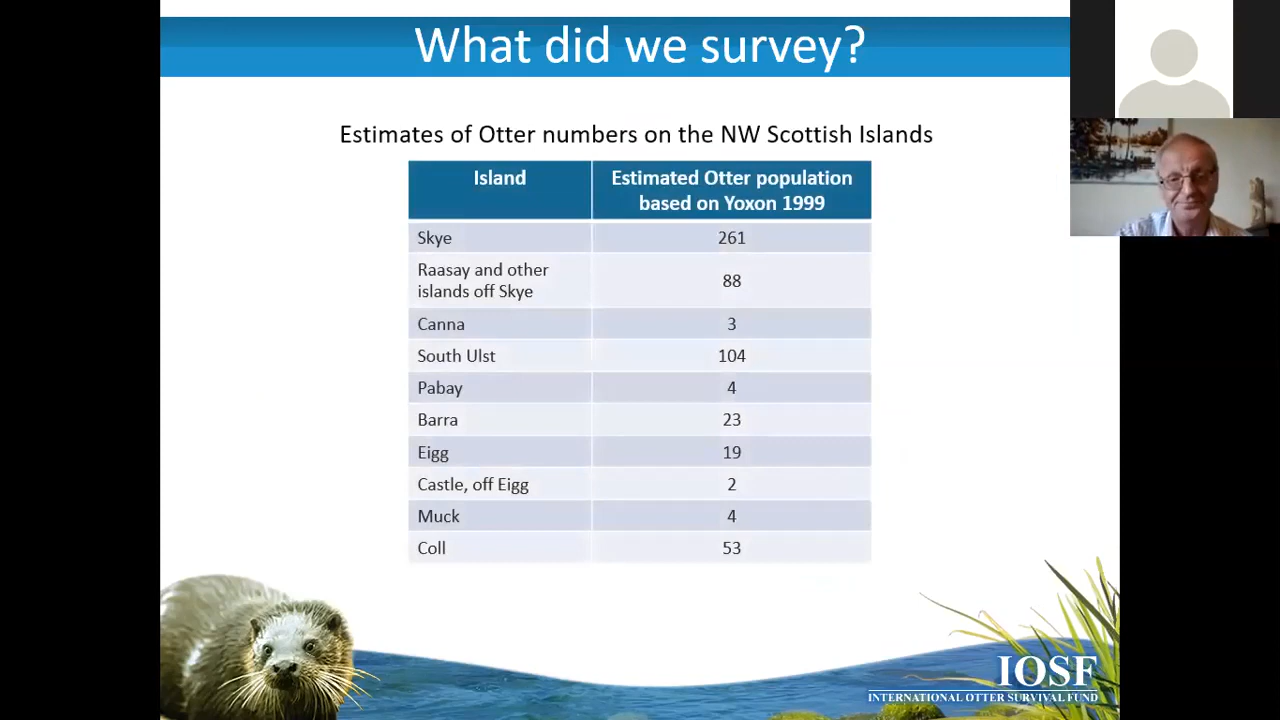 What did we survey?
Estimates of Otter numbers on the NW Scottish Islands
Island
Estimated Otter population
based on Yoxon 1999
Skye
261
Raasay and other
islands off Skye
88
Canna
3
South Ulst
104
Pabay
4
Barra
23
Eigg
19
Castle, off Eigg
2
Muck
4
Coll
53
IOSF
INTERNATIONAL OTTER SURVIVAL FUND